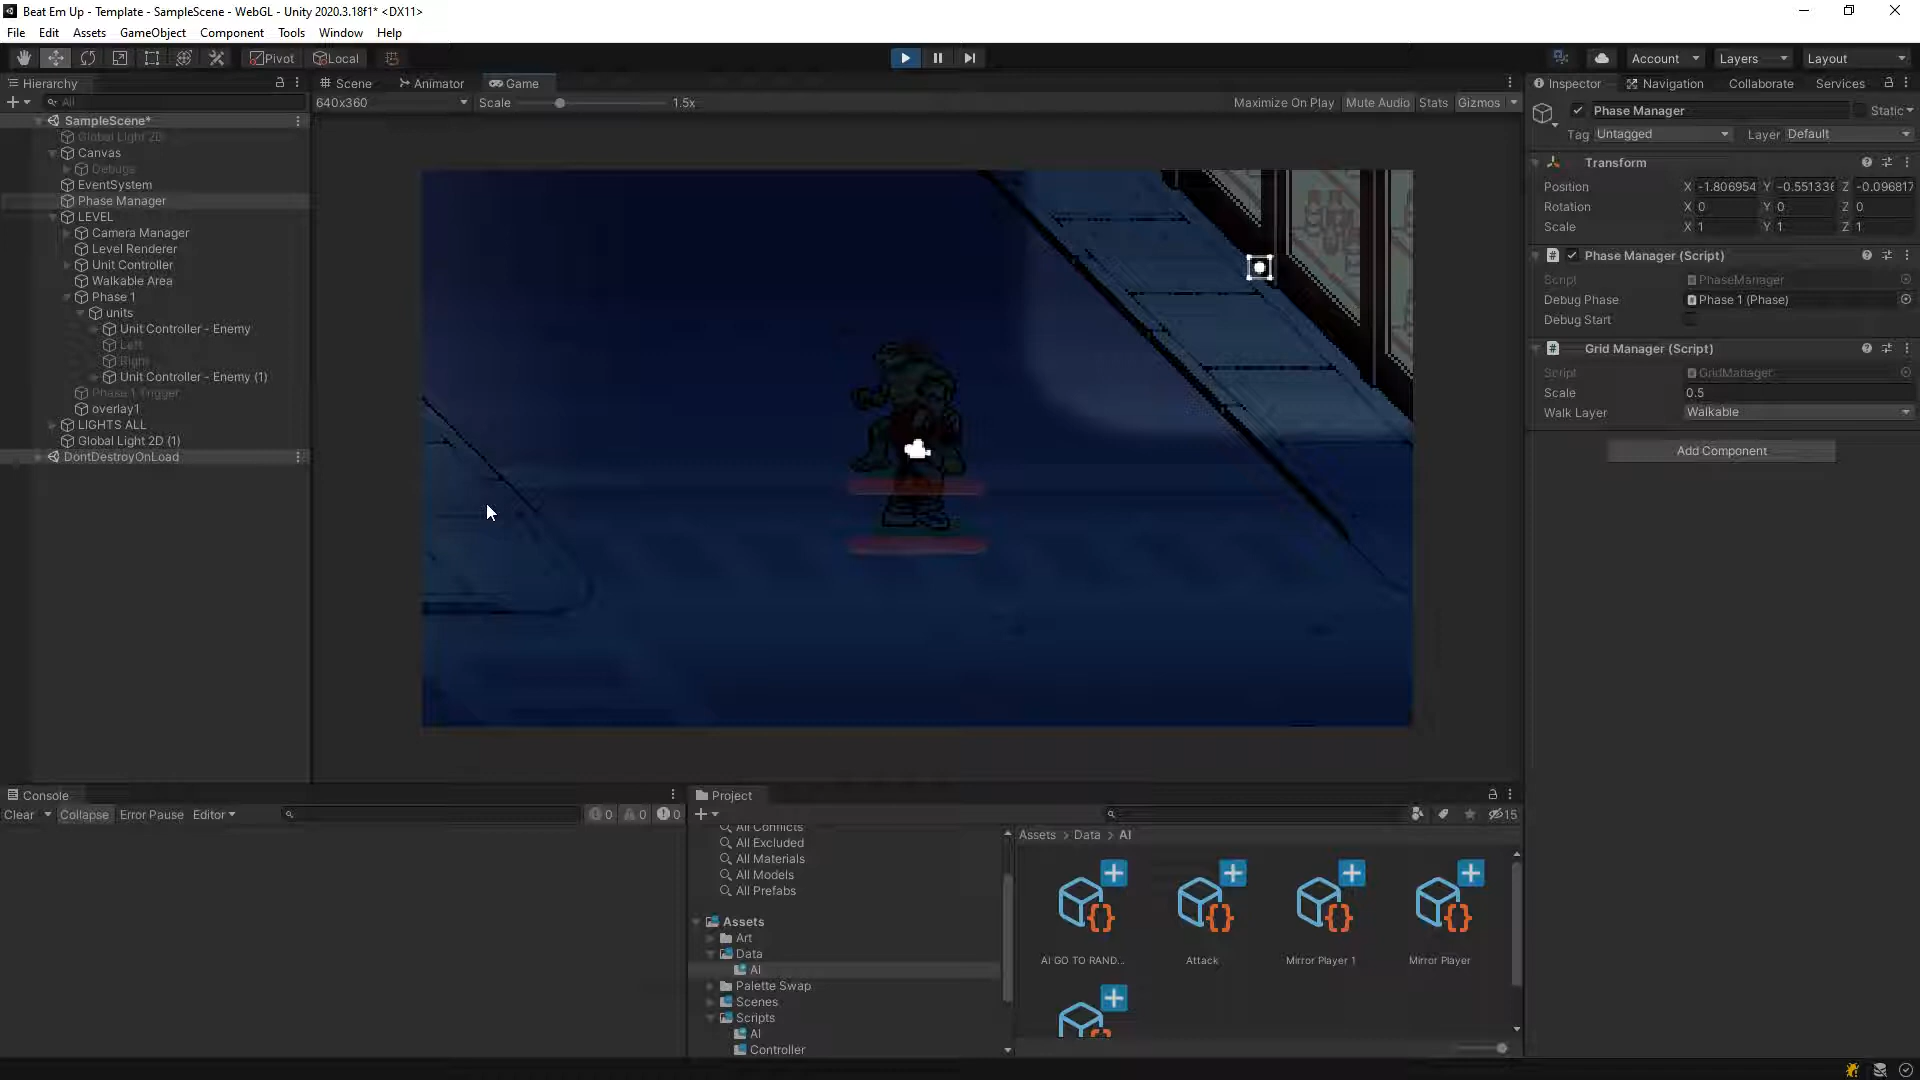 Beat Em Up - Template - SampleScene - WebGL - Unity 2020.3.18f1* <DX11>
File Edit Assets GameObject Component Tools Window Help
Pivot Local Account Layers Layout
Hierarchy
All
SampleScene*
Global Light 2D
Canvas
Debugs
EventSystem
Phase Manager
LEVEL
Camera Manager
Level Renderer
Unit Controller
Walkable Area
Phase 1
units
Unit Controller - Enemy
Left
Right
Unit Controller - Enemy (1)
Phase 1 Trigger
overlay1
LIGHTS ALL
Global Light 2D (1)
DontDestroyOnLoad
Scene Animator Game
640x360 Scale 1.5x Maximize On Play Mute Audio Stats Gizmos
Inspector Navigation Collaborate Services
Phase Manager Static
Tag Untagged Layer Default
Transform
Position X -1.806954 Y -0.551336 Z -0.096817
Rotation X 0 Y 0 Z 0
Scale X 1 Y 1 Z 1
Phase Manager (Script)
Script PhaseManager
Debug Phase Phase 1 (Phase)
Debug Start
Grid Manager (Script)
Script GridManager
Scale 0.5
Walk Layer Walkable
Add Component
Console
Clear Collapse Error Pause Editor 0 0 0
Project
15
All Conflicts
All Excluded
All Materials
All Models
All Prefabs
Assets
Art
Data
AI
Palette Swap
Scenes
Scripts
AI
Controller
Assets > Data > AI
AI GO TO RAND... Attack Mirror Player 1 Mirror Player